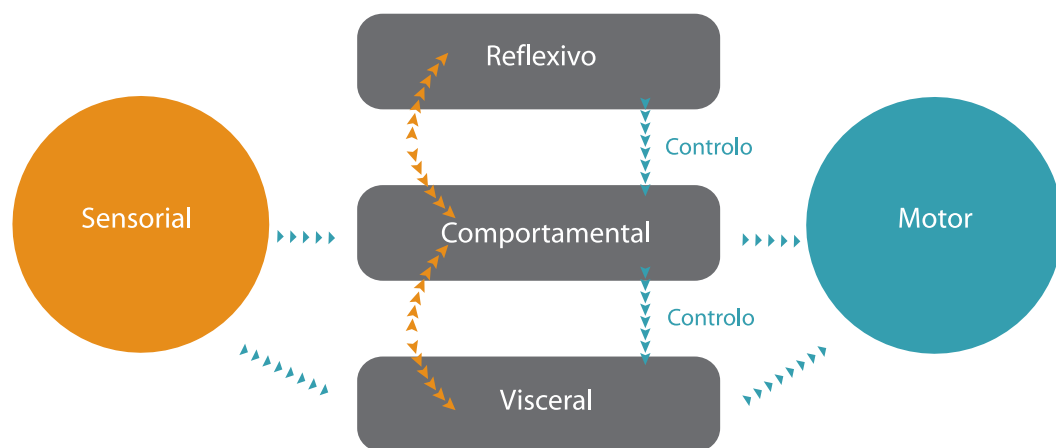 Reflexivo
Controlo
Sensorial
Comportamental
Motor
Controlo
Visceral